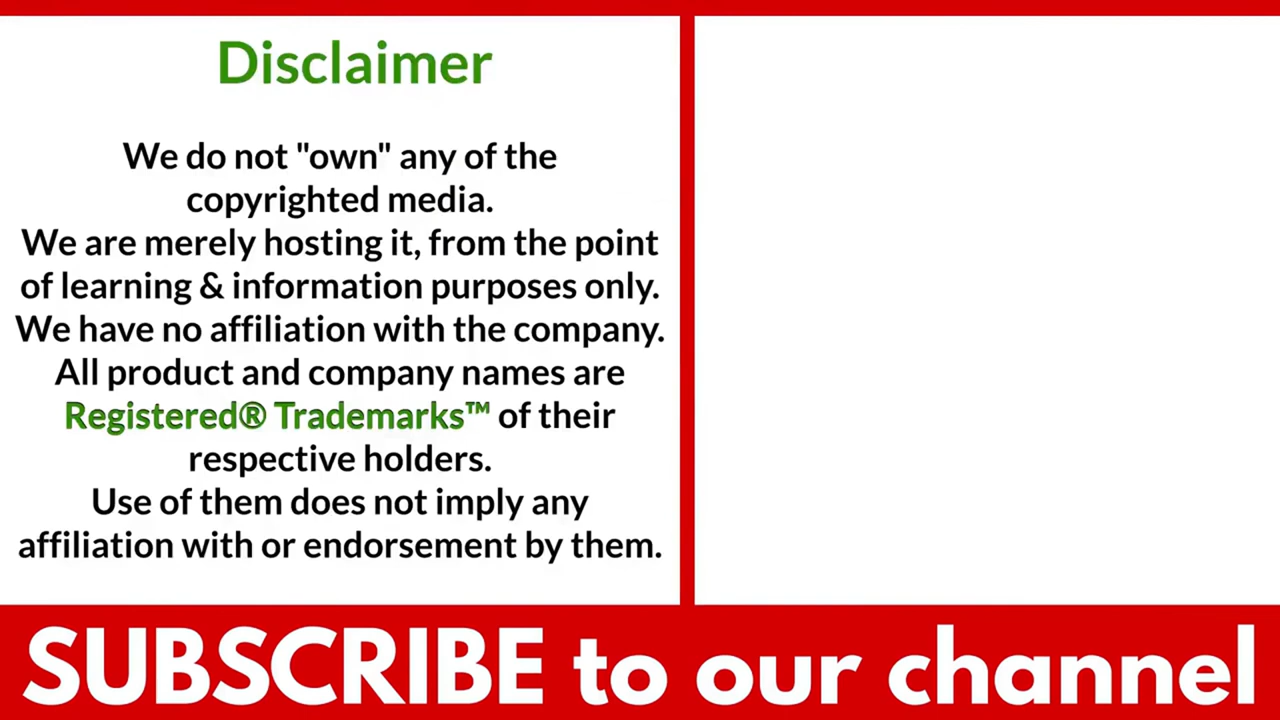 Disclaimer
We do not "own" any of the
copyrighted media.
We are merely hosting it, from the point
of learning & information purposes only.
We have no affiliation with the company.
All product and company names are
Registered® Trademarks™ of their
respective holders.
Use of them does not imply any
affiliation with or endorsement by them.
SUBSCRIBE to our channel